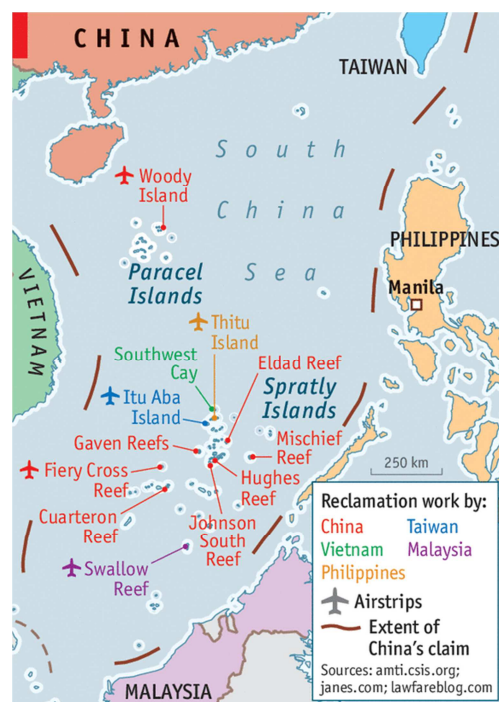 CHINA
TAIWAN
South
Woody
Island
China
PHILIPPINES
Sea
Paracel
Islands
Manila
VIETNAM
Thitu
Island
Southwest
Cay
Eldad Reef
Itu Aba
Island
Spratly
Islands
Gaven Reefs
Mischief
Reef
Fiery Cross
Reef
Hughes
Reef
250 km
Cuarteron
Reef
Johnson
South
Reef
Swallow
Reef
MALAYSIA
Reclamation work by:
China Taiwan
Vietnam Malaysia
Philippines
Airstrips
Extent of
China's claim
Sources: amti.csis.org;
janes.com; lawfareblog.com